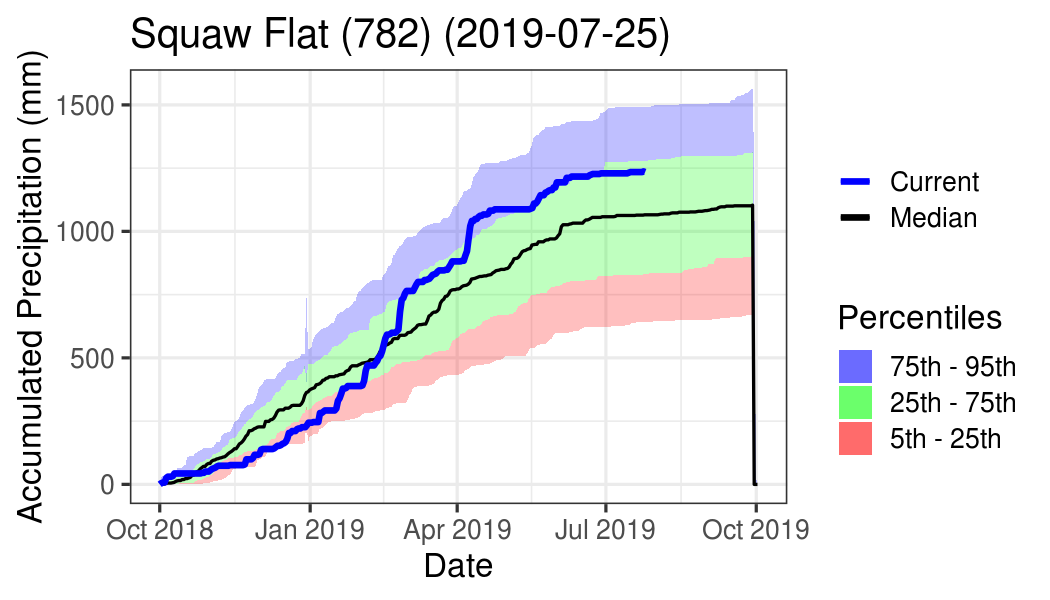 Squaw Flat (782) (2019-07-25)
Accumulated Precipitation (mm)
1500
1000
500
0
Oct 2018
Jan 2019
Apr 2019
Jul 2019
Oct 2019
Date
Current
Median
Percentiles
75th - 95th
25th - 75th
5th - 25th